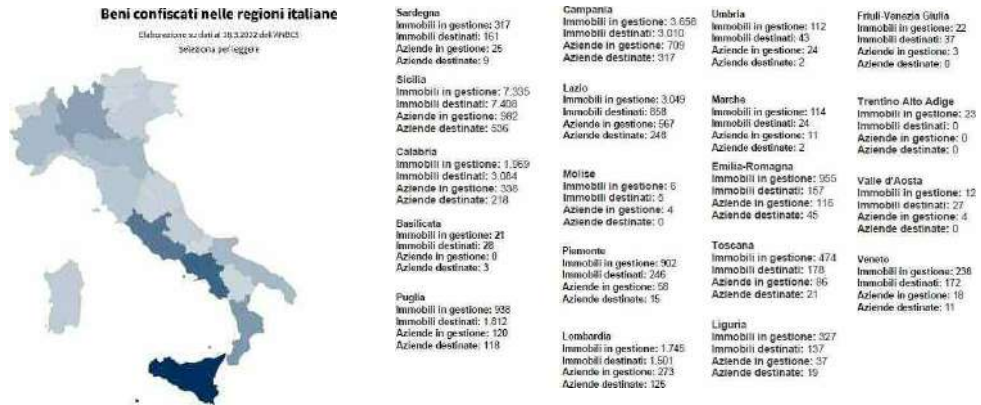 Beni confiscati nelle regioni italiane
Elaborazione su dati al 10.3.2022 dell'ANBCS
Seleziona per leggere
Sardegna
Immobili in gestione: 317
Immobili destinati: 161
Aziende in gestione: 25
Aziende destinate: 9
Sicilia
Immobili in gestione: 7.335
Immobili destinati: 7.408
Aziende in gestione: 982
Aziende destinate: 536
Calabria
Immobili in gestione: 1.969
Immobili destinati: 3.084
Aziende in gestione: 338
Aziende destinate: 218
Basilicata
Immobili in gestione: 21
Immobili destinati: 28
Aziende in gestione: 0
Aziende destinate: 3
Puglia
Immobili in gestione: 938
Immobili destinati: 1.812
Aziende in gestione: 120
Aziende destinate: 118
Campania
Immobili in gestione: 3.658
Immobili destinati: 3.010
Aziende in gestione: 709
Aziende destinate: 317
Lazio
Immobili in gestione: 3.049
Immobili destinati: 858
Aziende in gestione: 567
Aziende destinate: 248
Molise
Immobili in gestione: 6
Immobili destinati: 5
Aziende in gestione: 4
Aziende destinate: 0
Piemonte
Immobili in gestione: 902
Immobili destinati: 246
Aziende in gestione: 58
Aziende destinate: 15
Lombardia
Immobili in gestione: 1.745
Immobili destinati: 1.501
Aziende in gestione: 273
Aziende destinate: 125
Umbria
Immobili in gestione: 112
Immobili destinati: 43
Aziende in gestione: 24
Aziende destinate: 2
Marche
Immobili in gestione: 114
Immobili destinati: 24
Aziende in gestione: 11
Aziende destinate: 2
Emilia-Romagna
Immobili in gestione: 955
Immobili destinati: 157
Aziende in gestione: 116
Aziende destinate: 45
Toscana
Immobili in gestione: 474
Immobili destinati: 178
Aziende in gestione: 86
Aziende destinate: 21
Liguria
Immobili in gestione: 327
Immobili destinati: 137
Aziende in gestione: 37
Aziende destinate: 19
Friuli-Venezia Giulia
Immobili in gestione: 22
Immobili destinati: 37
Aziende in gestione: 3
Aziende destinate: 0
Trentino Alto Adige
Immobili in gestione: 23
Immobili destinati: 0
Aziende in gestione: 0
Aziende destinate: 0
Valle d'Aosta
Immobili in gestione: 12
Immobili destinati: 27
Aziende in gestione: 4
Aziende destinate: 0
Veneto
Immobili in gestione: 238
Immobili destinati: 172
Aziende in gestione: 18
Aziende destinate: 11